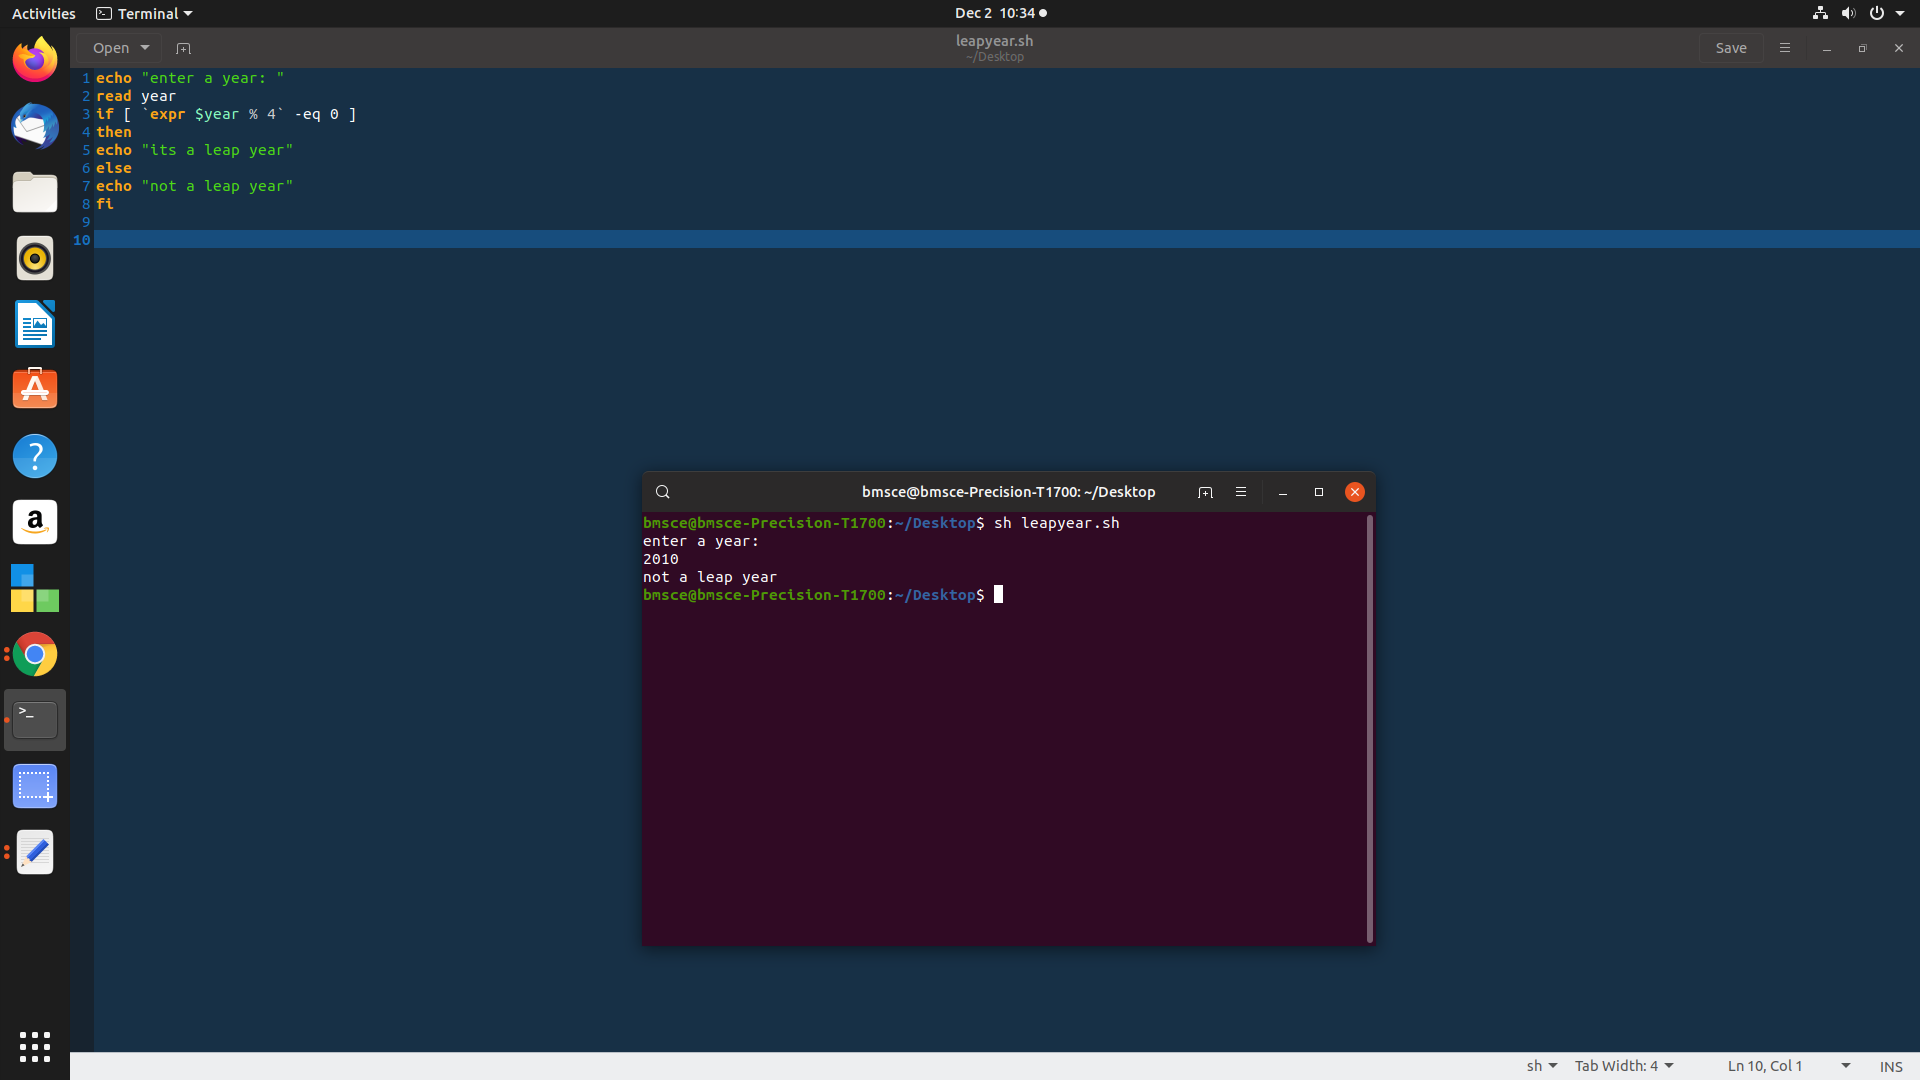 Activities Terminal Dec 2 10:34
Open leapyear.sh Save
~/Desktop
1 echo "enter a year: "
2 read year
3 if [ `expr $year % 4` -eq 0 ]
4 then
5 echo "its a leap year"
6 else
7 echo "not a leap year"
8 fi
9
10
bmsce@bmsce-Precision-T1700: ~/Desktop
bmsce@bmsce-Precision-T1700:~/Desktop$ sh leapyear.sh
enter a year:
2010
not a leap year
bmsce@bmsce-Precision-T1700:~/Desktop$
sh Tab Width: 4 Ln 10, Col 1 INS